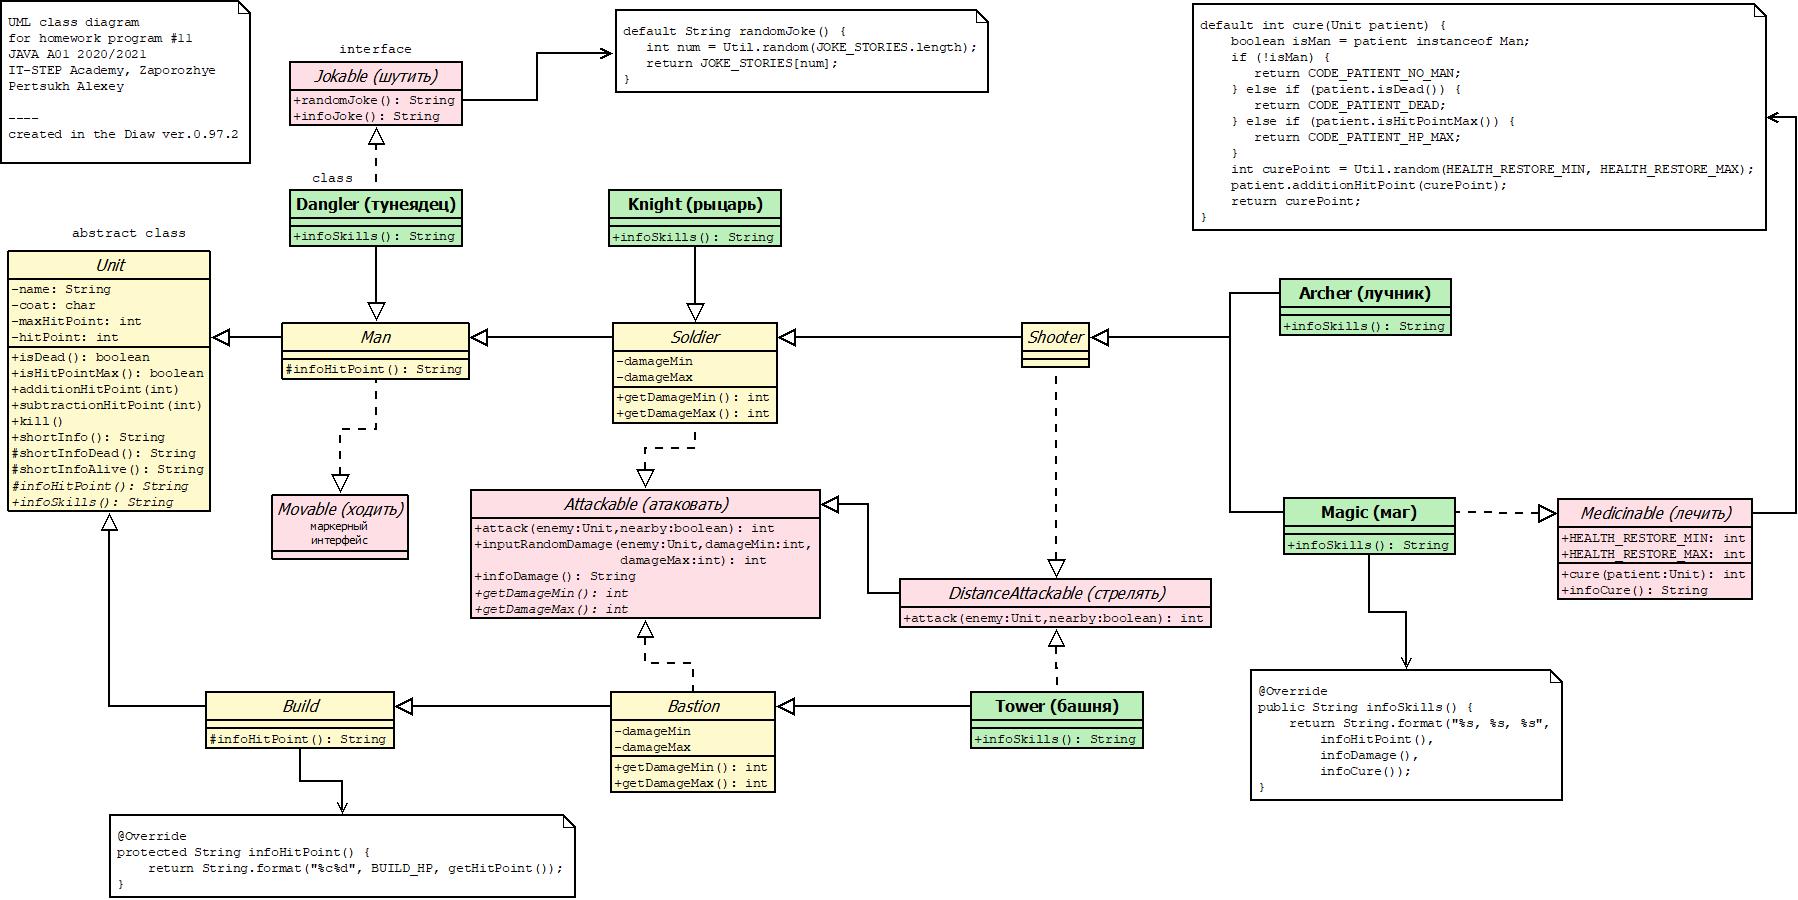 UML class diagram
for homework program #11
JAVA A01 2020/2021
IT-STEP Academy, Zaporozhye
Pertsukh Alexey
----
created in the Diaw ver.0.97.2
interface
Jokable (шутить)
+randomJoke(): String
+infoJoke(): String
default String randomJoke() {
int num = Util.random(JOKE_STORIES.length);
return JOKE_STORIES[num];
}
default int cure(Unit patient) {
boolean isMan = patient instanceof Man;
if (!isMan) {
return CODE_PATIENT_NO_MAN;
} else if (patient.isDead()) {
return CODE_PATIENT_DEAD;
} else if (patient.isHitPointMax()) {
return CODE_PATIENT_HP_MAX;
}
int curePoint = Util.random(HEALTH_RESTORE_MIN, HEALTH_RESTORE_MAX);
patient.additionHitPoint(curePoint);
return curePoint;
}
class
Dangler (тунеядец)
+infoSkills(): String
Knight (рыцарь)
+infoSkills(): String
abstract class
Unit
-name: String
-coat: char
-maxHitPoint: int
-hitPoint: int
+isDead(): boolean
+isHitPointMax(): boolean
+additionHitPoint(int)
+subtractionHitPoint(int)
+kill()
+shortInfo(): String
#shortInfoDead(): String
#shortInfoAlive(): String
#infoHitPoint(): String
+infoSkills(): String
Man
#infoHitPoint(): String
Soldier
-damageMin
-damageMax
+getDamageMin(): int
+getDamageMax(): int
Shooter
Archer (лучник)
+infoSkills(): String
Movable (ходить)
маркерный
интерфейс
Attackable (атаковать)
+attack(enemy:Unit,nearby:boolean): int
+inputRandomDamage(enemy:Unit,damageMin:int,
damageMax:int): int
+infoDamage(): String
+getDamageMin(): int
+getDamageMax(): int
DistanceAttackable (стрелять)
+attack(enemy:Unit,nearby:boolean): int
Magic (маг)
+infoSkills(): String
Medicinable (лечить)
+HEALTH_RESTORE_MIN: int
+HEALTH_RESTORE_MAX: int
+cure(patient:Unit): int
+infoCure(): String
Build
#infoHitPoint(): String
Bastion
-damageMin
-damageMax
+getDamageMin(): int
+getDamageMax(): int
Tower (башня)
+infoSkills(): String
@Override
public String infoSkills() {
return String.format("%s, %s, %s",
infoHitPoint(),
infoDamage(),
infoCure());
}
@Override
protected String infoHitPoint() {
return String.format("%c%d", BUILD_HP, getHitPoint());
}